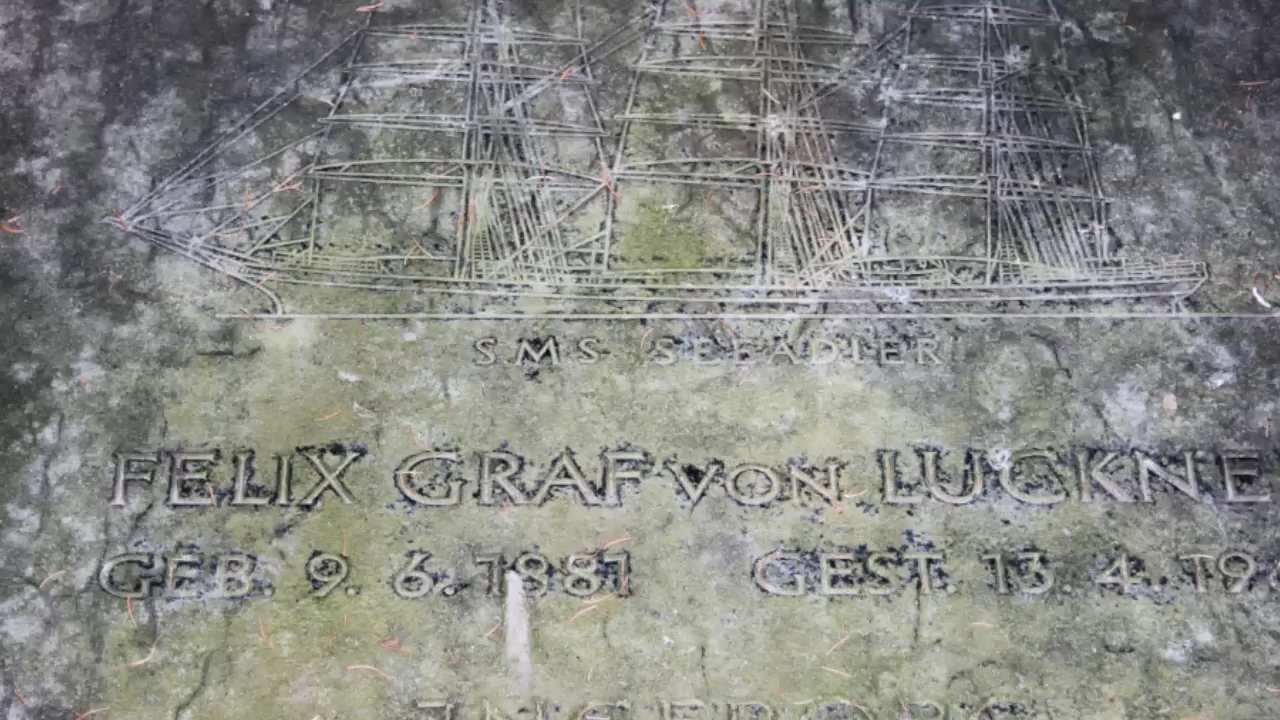 SMS SEEADLER
FELIX GRAF VON LUCKNE
GEB. 9. 6. 1881 GEST. 13. 4. 19